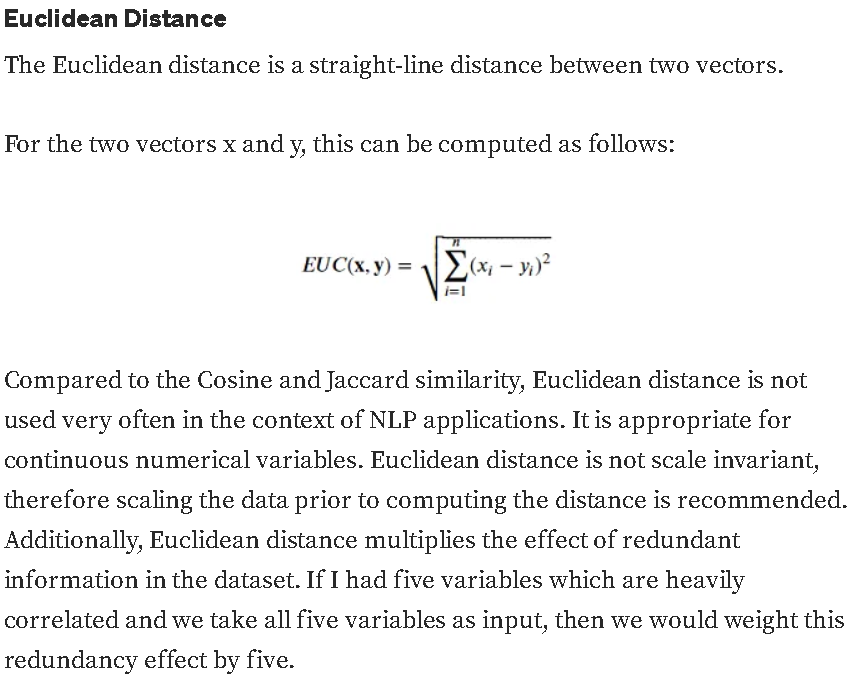 Euclidean Distance
The Euclidean distance is a straight-line distance between two vectors.
For the two vectors x and y, this can be computed as follows:
EUC(x, y) = √∑ⁿᵢ₌₁(xᵢ − yᵢ)²
Compared to the Cosine and Jaccard similarity, Euclidean distance is not
used very often in the context of NLP applications. It is appropriate for
continuous numerical variables. Euclidean distance is not scale invariant,
therefore scaling the data prior to computing the distance is recommended.
Additionally, Euclidean distance multiplies the effect of redundant
information in the dataset. If I had five variables which are heavily
correlated and we take all five variables as input, then we would weight this
redundancy effect by five.